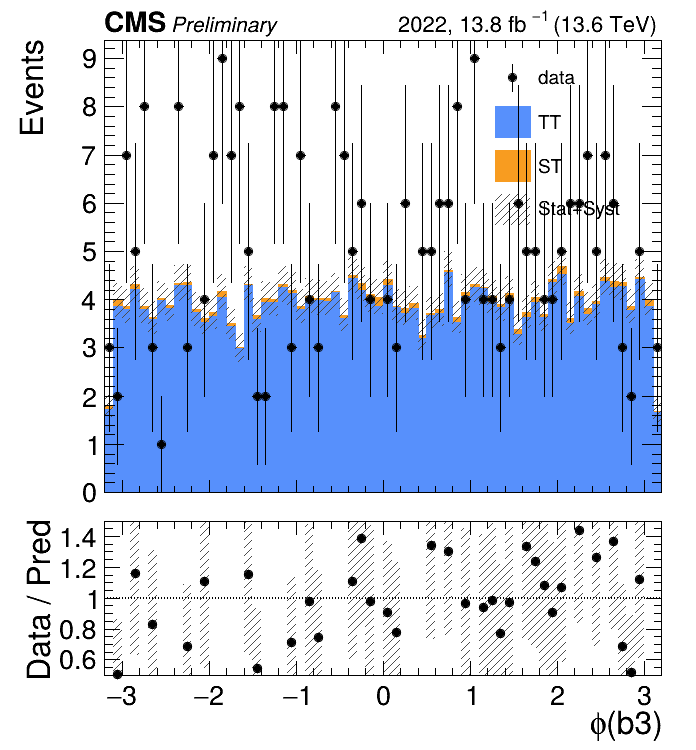 CMS Preliminary 2022, 13.8 fb⁻¹ (13.6 TeV)
Events
9
8
7
6
5
4
3
2
1
0
data
TT
ST
Stat+Syst
Data / Pred
1.4
1.2
1
0.8
0.6
−3 −2 −1 0 1 2 3
ϕ(b3)